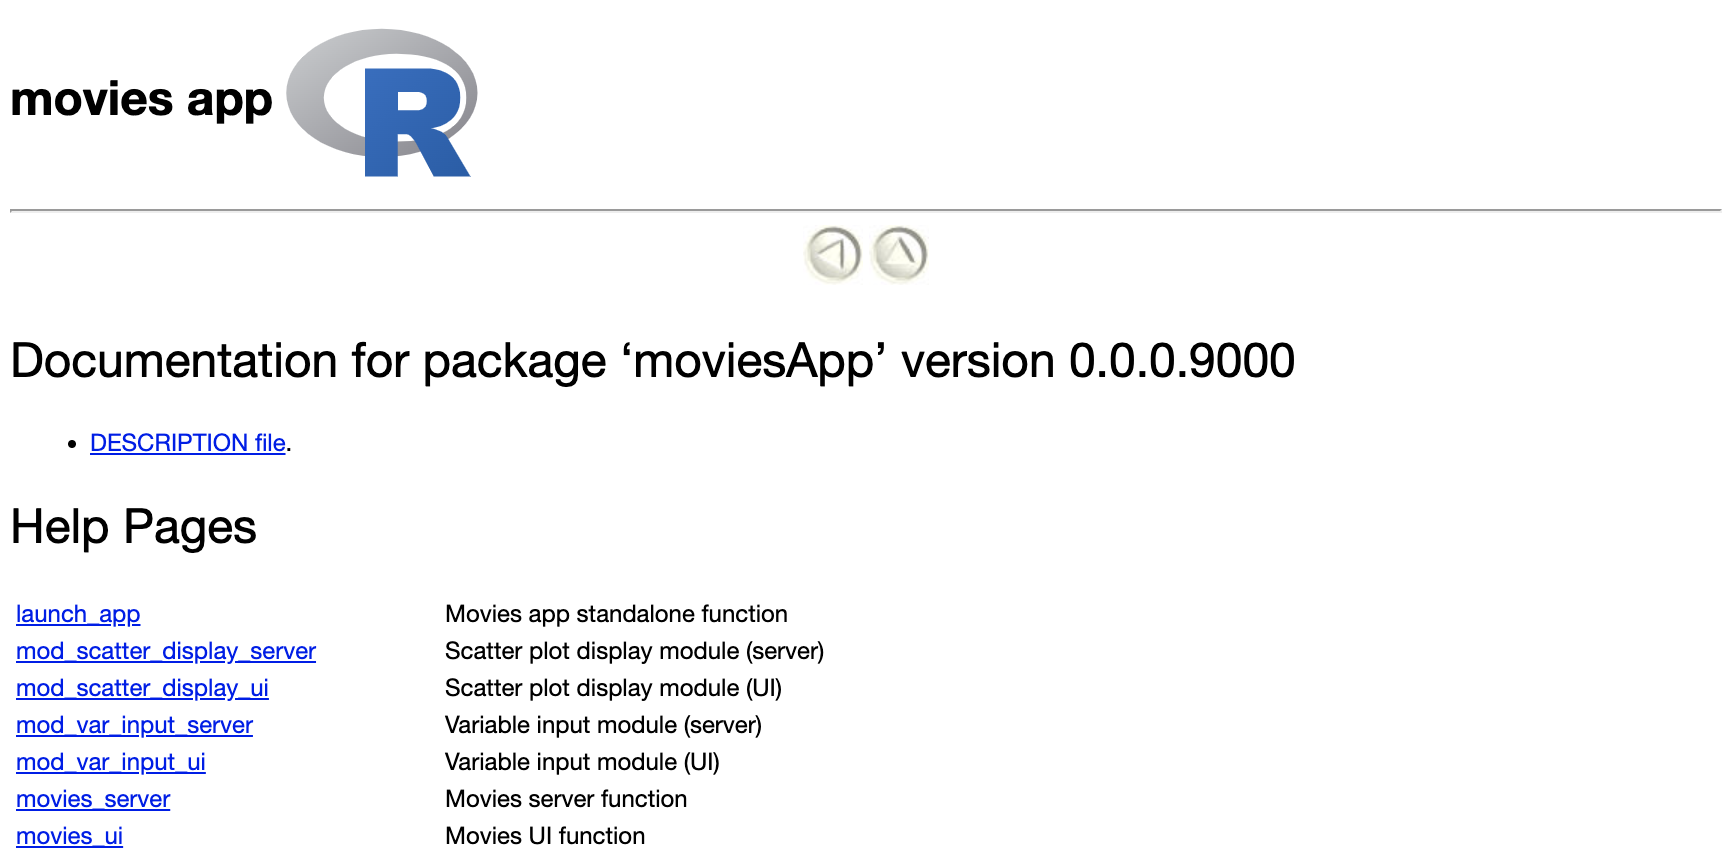 movies app R
Documentation for package ‘moviesApp’ version 0.0.0.9000
DESCRIPTION file.
Help Pages
launch_app Movies app standalone function
mod_scatter_display_server Scatter plot display module (server)
mod_scatter_display_ui Scatter plot display module (UI)
mod_var_input_server Variable input module (server)
mod_var_input_ui Variable input module (UI)
movies_server Movies server function
movies_ui Movies UI function